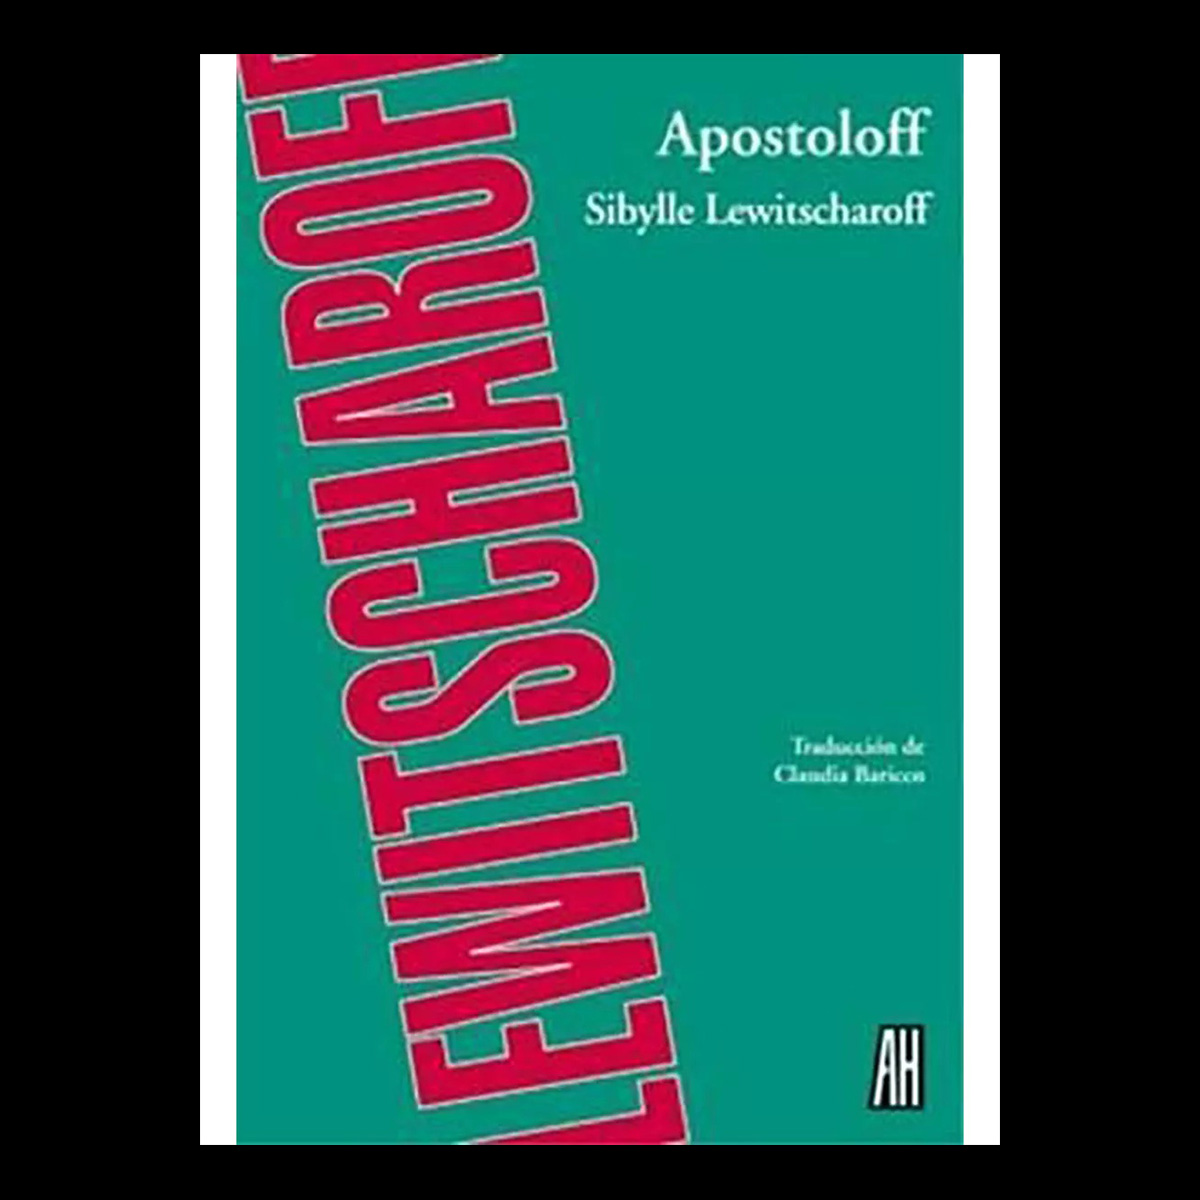 Apostoloff
Sibylle Lewitscharoff
LEWITSCHAROFF
Traducción de
Claudia Baricco
AH